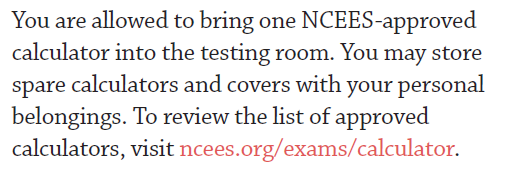 You are allowed to bring one NCEES-approved
calculator into the testing room. You may store
spare calculators and covers with your personal
belongings. To review the list of approved
calculators, visit ncees.org/exams/calculator.